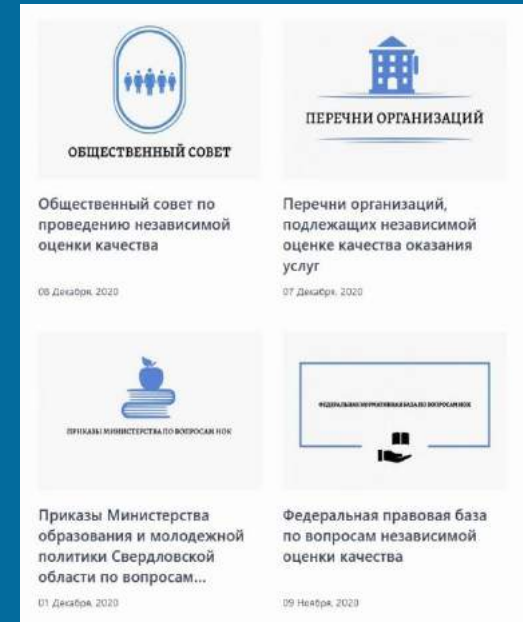 ОБЩЕСТВЕННЫЙ СОВЕТ
Общественный совет по
проведению независимой
оценки качества
08 Декабря, 2020
ПЕРЕЧНИ ОРГАНИЗАЦИЙ
Перечни организаций,
подлежащих независимой
оценке качества оказания
услуг
07 Декабря, 2020
ПРИКАЗЫ МИНИСТЕРСТВА ПО ВОПРОСАМ НОК
Приказы Министерства
образования и молодежной
политики Свердловской
области по вопросам...
01 Декабря, 2020
ФЕДЕРАЛЬНАЯ НОРМАТИВНАЯ БАЗА ПО ВОПРОСАМ НОК
Федеральная правовая база
по вопросам независимой
оценки качества
09 Ноября, 2020